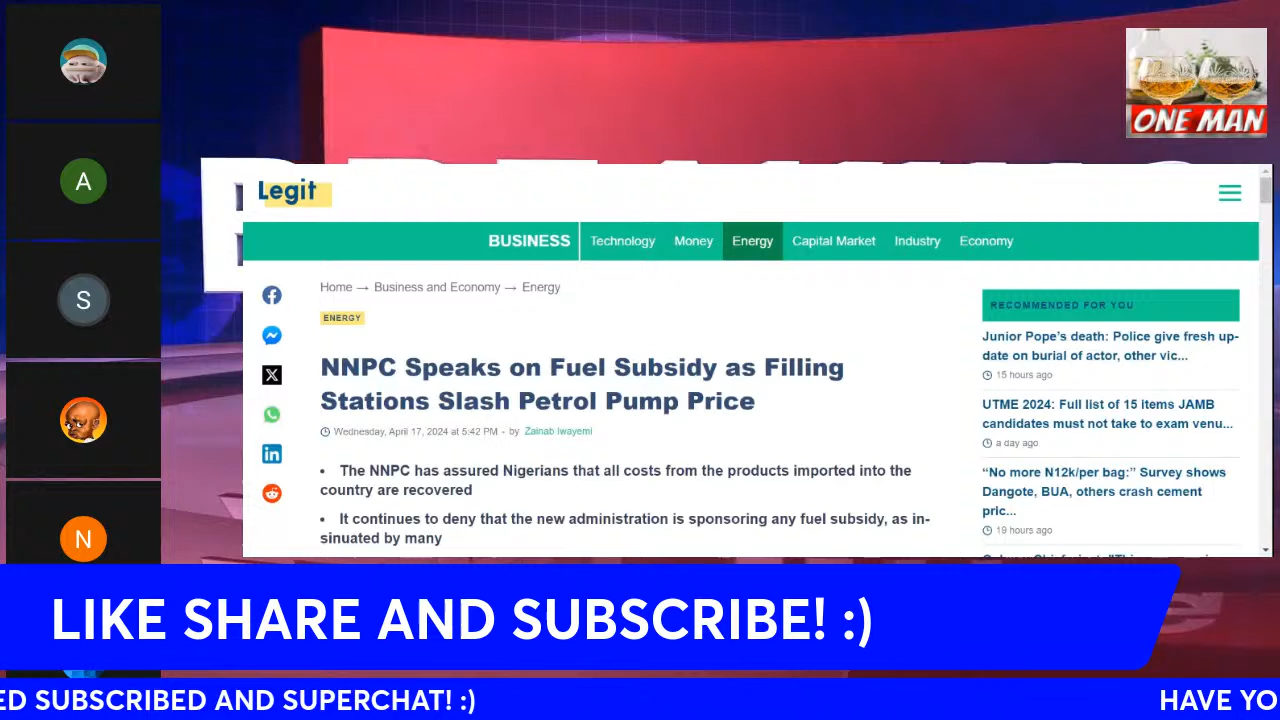 A
S
N
ONE MAN
Legit
BUSINESS Technology Money Energy Capital Market Industry Economy
Home → Business and Economy → Energy
ENERGY
NNPC Speaks on Fuel Subsidy as Filling
Stations Slash Petrol Pump Price
Wednesday, April 17, 2024 at 5:42 PM - by Zainab Iwayemi
• The NNPC has assured Nigerians that all costs from the products imported into the
country are recovered
• It continues to deny that the new administration is sponsoring any fuel subsidy, as in-
sinuated by many
RECOMMENDED FOR YOU
Junior Pope's death: Police give fresh up-
date on burial of actor, other vic...
15 hours ago
UTME 2024: Full list of 15 items JAMB
candidates must not take to exam venu...
a day ago
“No more N12k/per bag:” Survey shows
Dangote, BUA, others crash cement
pric...
19 hours ago
LIKE SHARE AND SUBSCRIBE! :)
ED SUBSCRIBED AND SUPERCHAT! :) HAVE YO